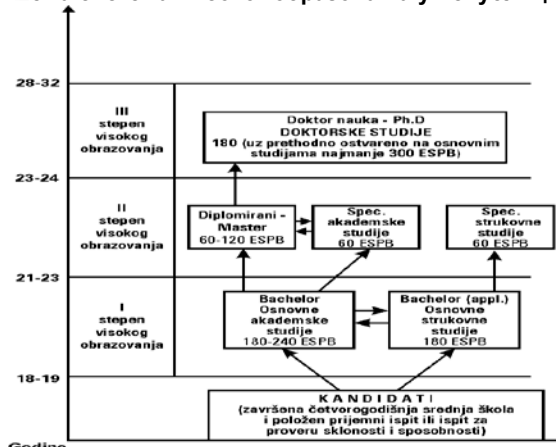 28-32
III
stepen
visokog
obrazovanja
Doktor nauka - Ph.D
DOKTORSKE STUDIJE
180 (uz prethodno ostvareno na osnovnim
studijama najmanje 300 ESPB)
23-24
II
stepen
visokog
obrazovanja
Diplomirani -
Master
60-120 ESPB
Spec.
akademske
studije
60 ESPB
Spec.
strukovne
studije
60 ESPB
21-23
I
stepen
visokog
obrazovanja
Bachelor
Osnovne
akademske
studije
180-240 ESPB
Bachelor (appl.)
Osnovne
strukovne
studije
180 ESPB
18-19
KANDIDATI
(završena četvorogodišnja srednja škola
i položen prijemni ispit ili ispit za
proveru sklonosti i sposobnosti)